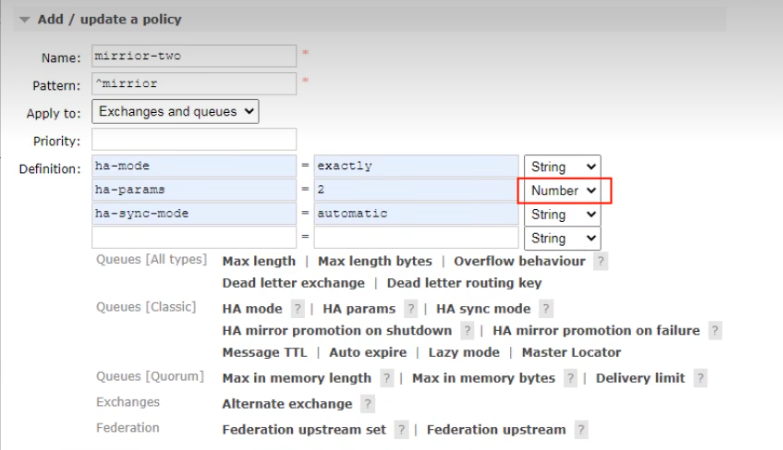 Add / update a policy
Name: mirrior-two *
Pattern: ^mirrior *
Apply to: Exchanges and queues
Priority:
Definition: ha-mode = exactly String
ha-params = 2 Number
ha-sync-mode = automatic String
= String
Queues [All types] Max length | Max length bytes | Overflow behaviour ?
Dead letter exchange | Dead letter routing key
Queues [Classic] HA mode ? | HA params ? | HA sync mode ?
HA mirror promotion on shutdown ? | HA mirror promotion on failure ?
Message TTL | Auto expire | Lazy mode | Master Locator
Queues [Quorum] Max in memory length ? | Max in memory bytes ? | Delivery limit ?
Exchanges Alternate exchange ?
Federation Federation upstream set ? | Federation upstream ?